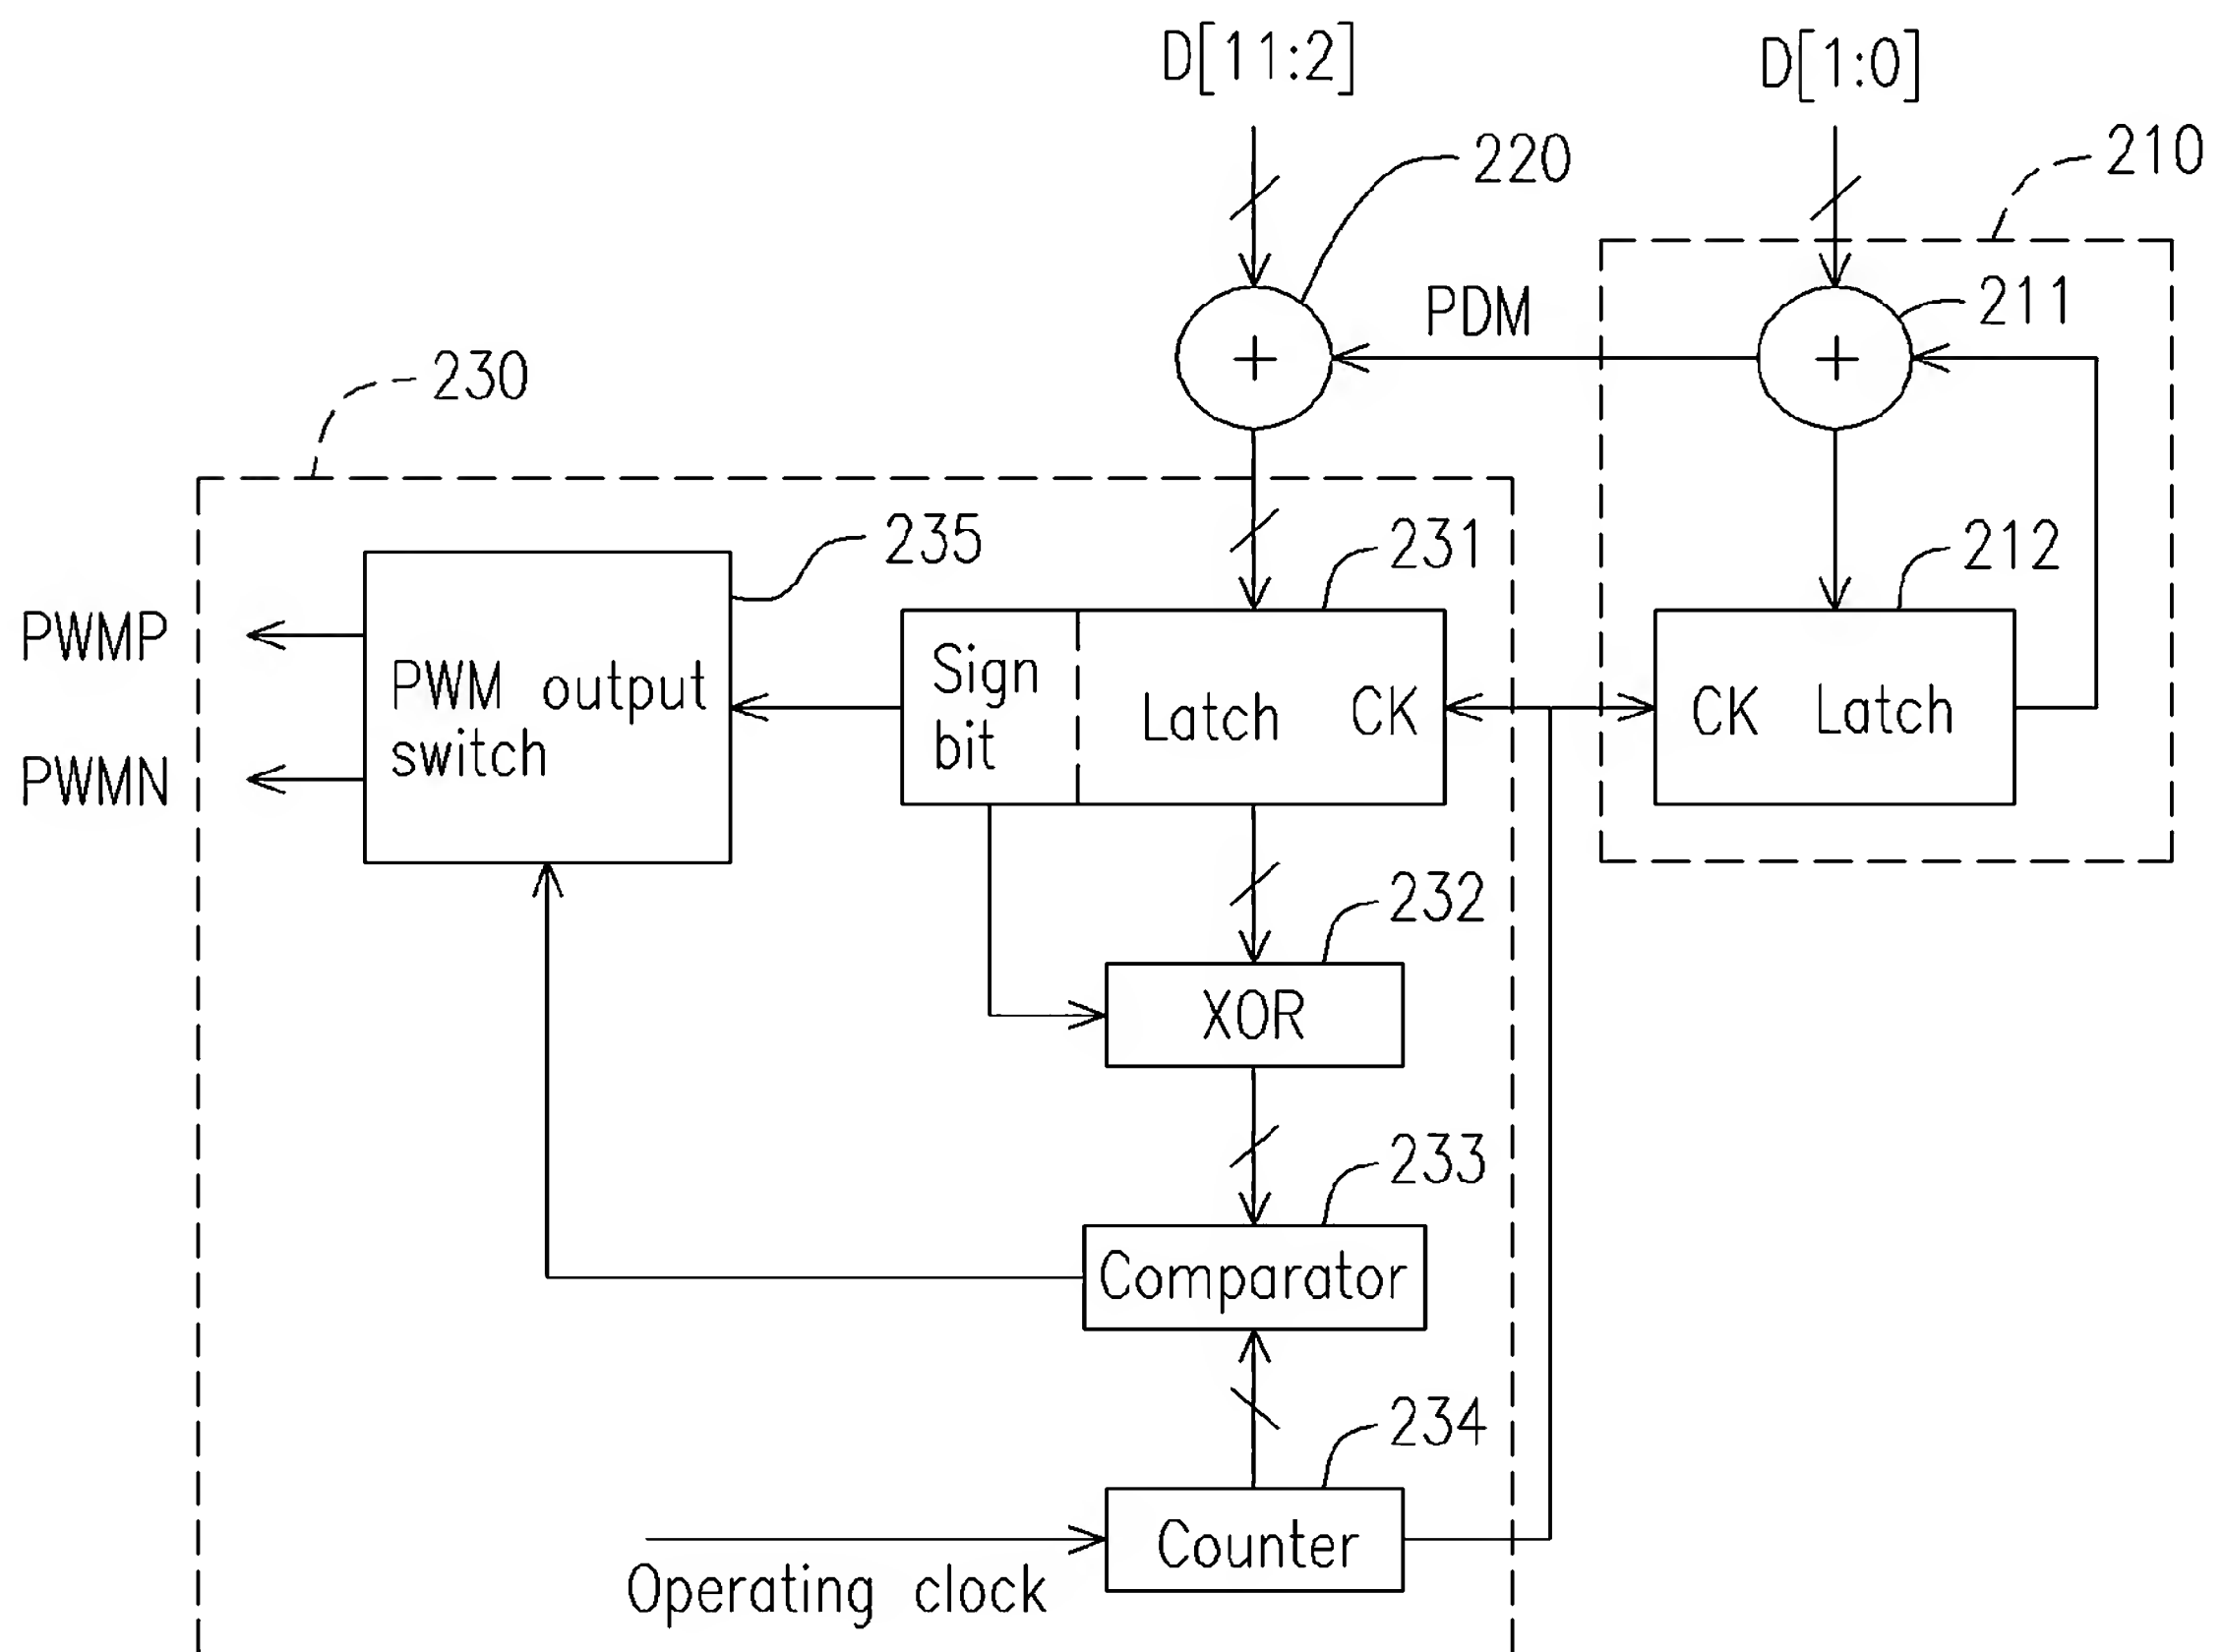 D[11:2]
D[1:0]
220
210
PDM
211
230
235
231
212
PWMP
PWMN
PWM output
switch
Sign
bit
Latch
CK
CK
Latch
232
XOR
233
Comparator
234
Counter
Operating clock
+
+